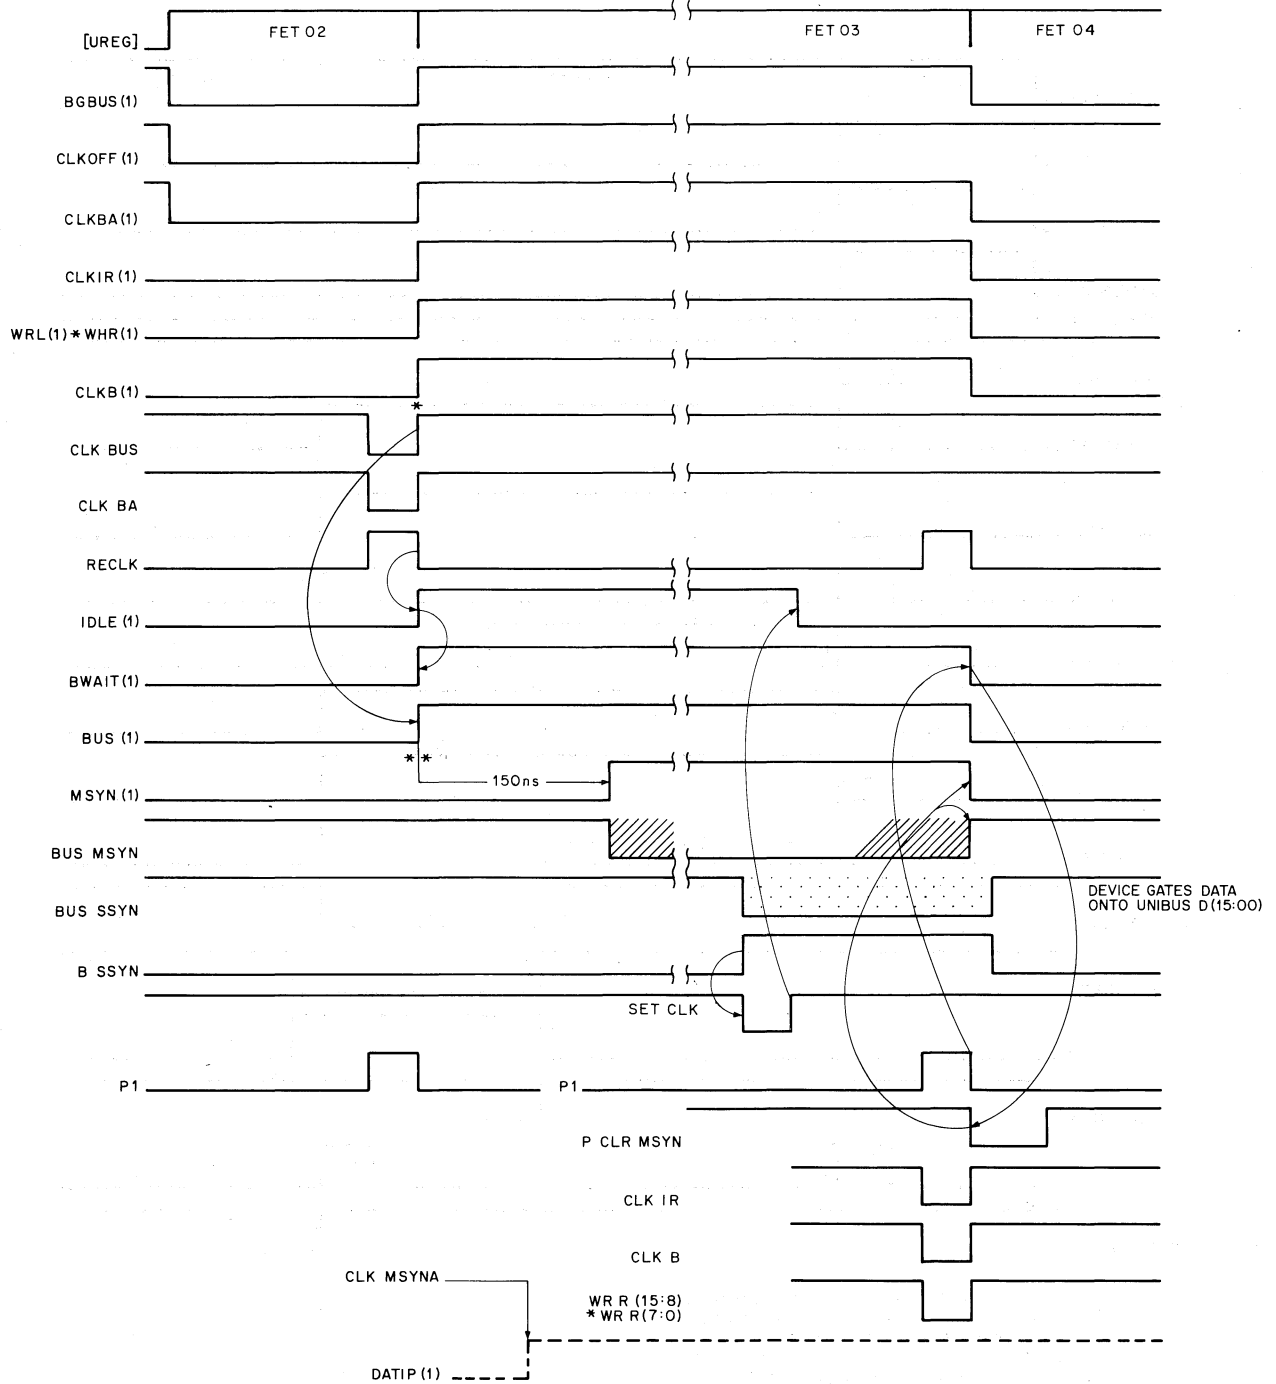 FET 02
FET 03
FET 04
[UREG]
BGBUS (1)
CLKOFF (1)
CLKBA (1)
CLKIR (1)
WRL (1) * WHR (1)
CLKB (1)
*
CLK BUS
CLK BA
RECLK
IDLE (1)
BWAIT (1)
BUS (1)
* *
150ns
MSYN (1)
BUS MSYN
DEVICE GATES DATA
ONTO UNIBUS D (15:00)
BUS SSYN
B SSYN
SET CLK
P1
P1
P CLR MSYN
CLK IR
CLK B
CLK MSYNA
WR R (15:8)
* WR R (7:0)
DATIP (1)